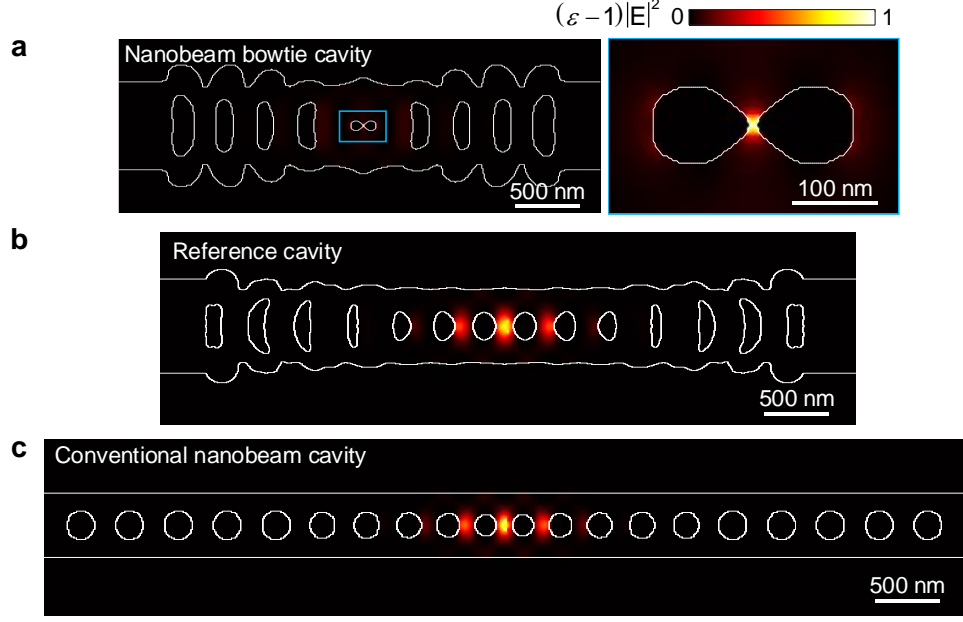 (ε−1)|E|² 0 1
a
Nanobeam bowtie cavity
500 nm
100 nm
b
Reference cavity
500 nm
c
Conventional nanobeam cavity
500 nm